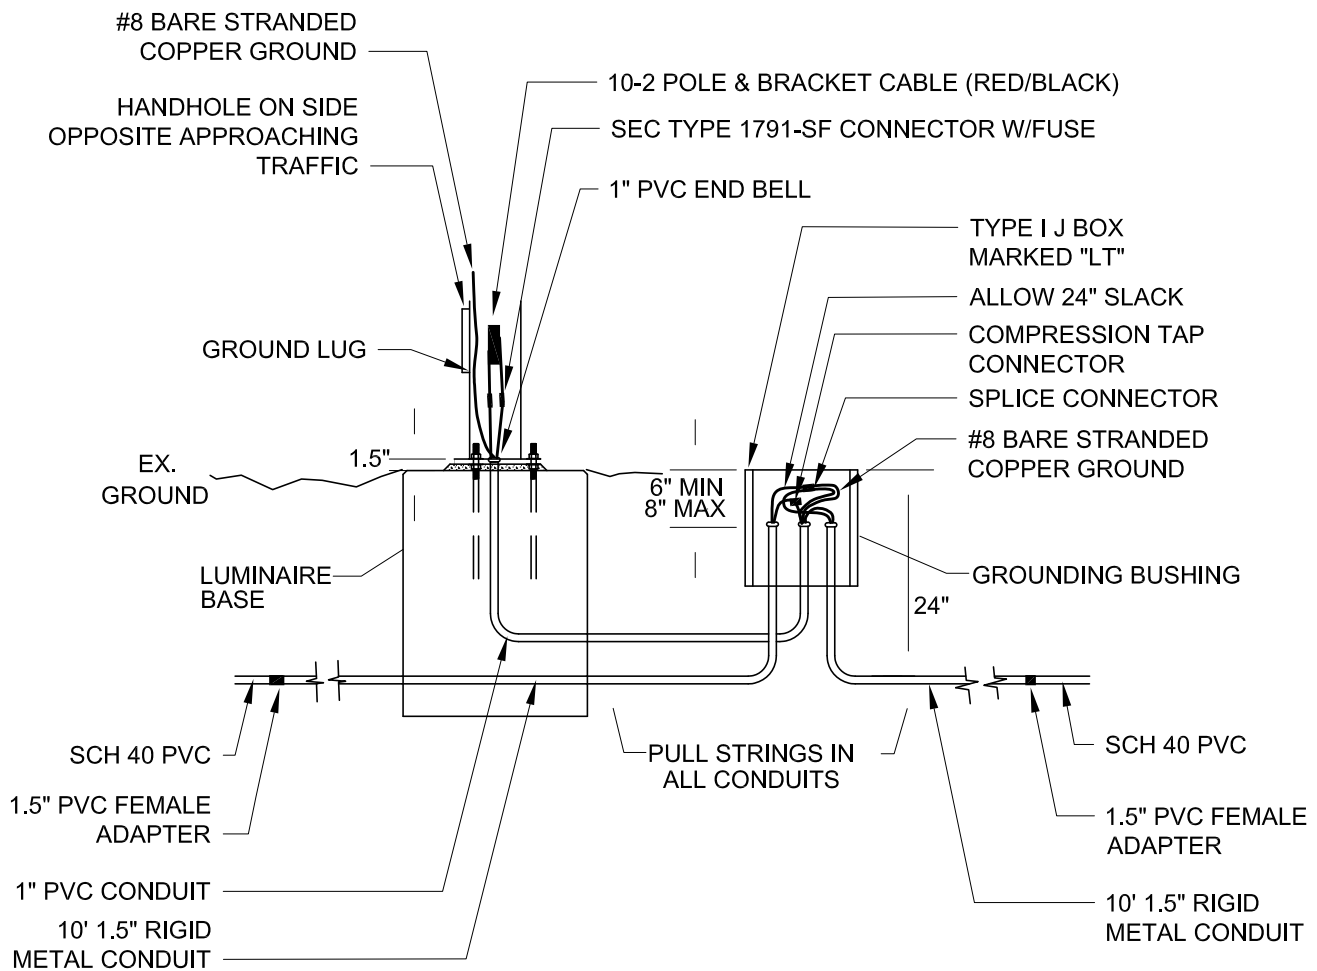 #8 BARE STRANDED
COPPER GROUND
HANDHOLE ON SIDE
OPPOSITE APPROACHING
TRAFFIC
10-2 POLE & BRACKET CABLE (RED/BLACK)
SEC TYPE 1791-SF CONNECTOR W/FUSE
1" PVC END BELL
TYPE I J BOX
MARKED "LT"
ALLOW 24" SLACK
COMPRESSION TAP
CONNECTOR
SPLICE CONNECTOR
#8 BARE STRANDED
COPPER GROUND
GROUND LUG
1.5"
EX.
GROUND
6" MIN
8" MAX
LUMINAIRE
BASE
GROUNDING BUSHING
24"
SCH 40 PVC
PULL STRINGS IN
ALL CONDUITS
SCH 40 PVC
1.5" PVC FEMALE
ADAPTER
1.5" PVC FEMALE
ADAPTER
1" PVC CONDUIT
10' 1.5" RIGID
METAL CONDUIT
10' 1.5" RIGID
METAL CONDUIT